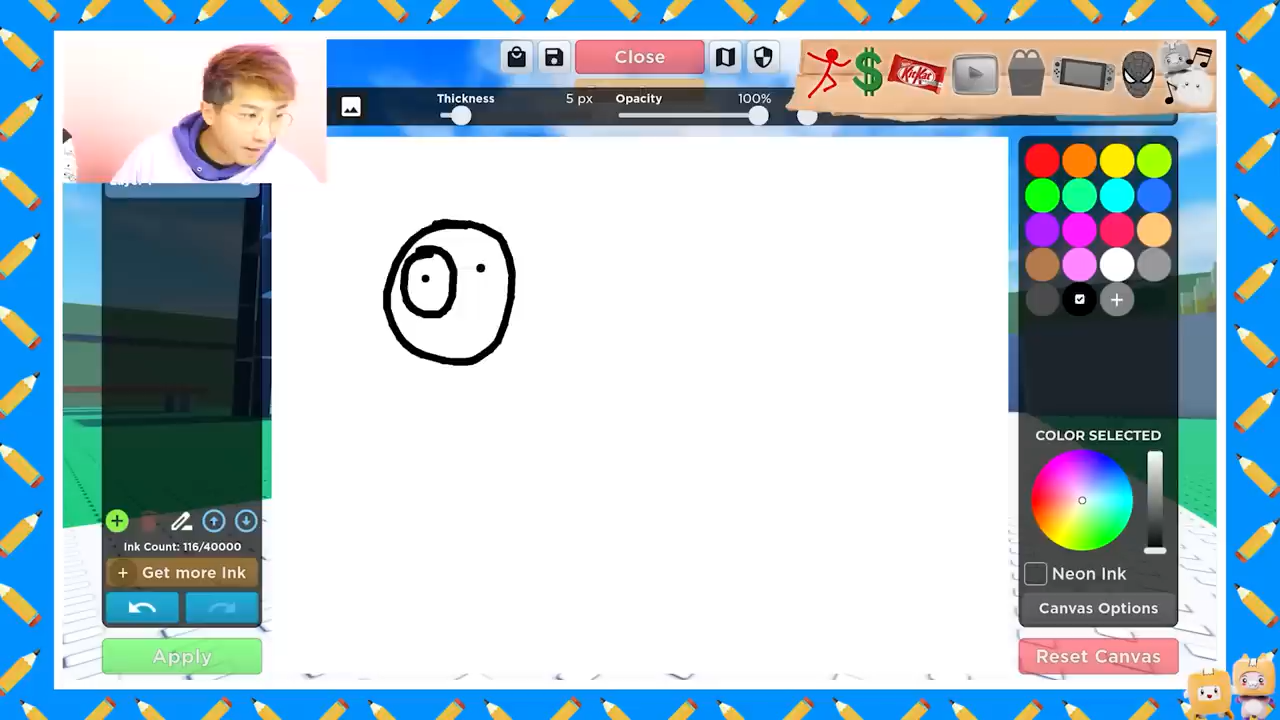 Close
Thickness 5 px Opacity 100%
KitKat
COLOR SELECTED
Ink Count: 116/40000
+ Get more Ink
Neon Ink
Canvas Options
Apply
Reset Canvas